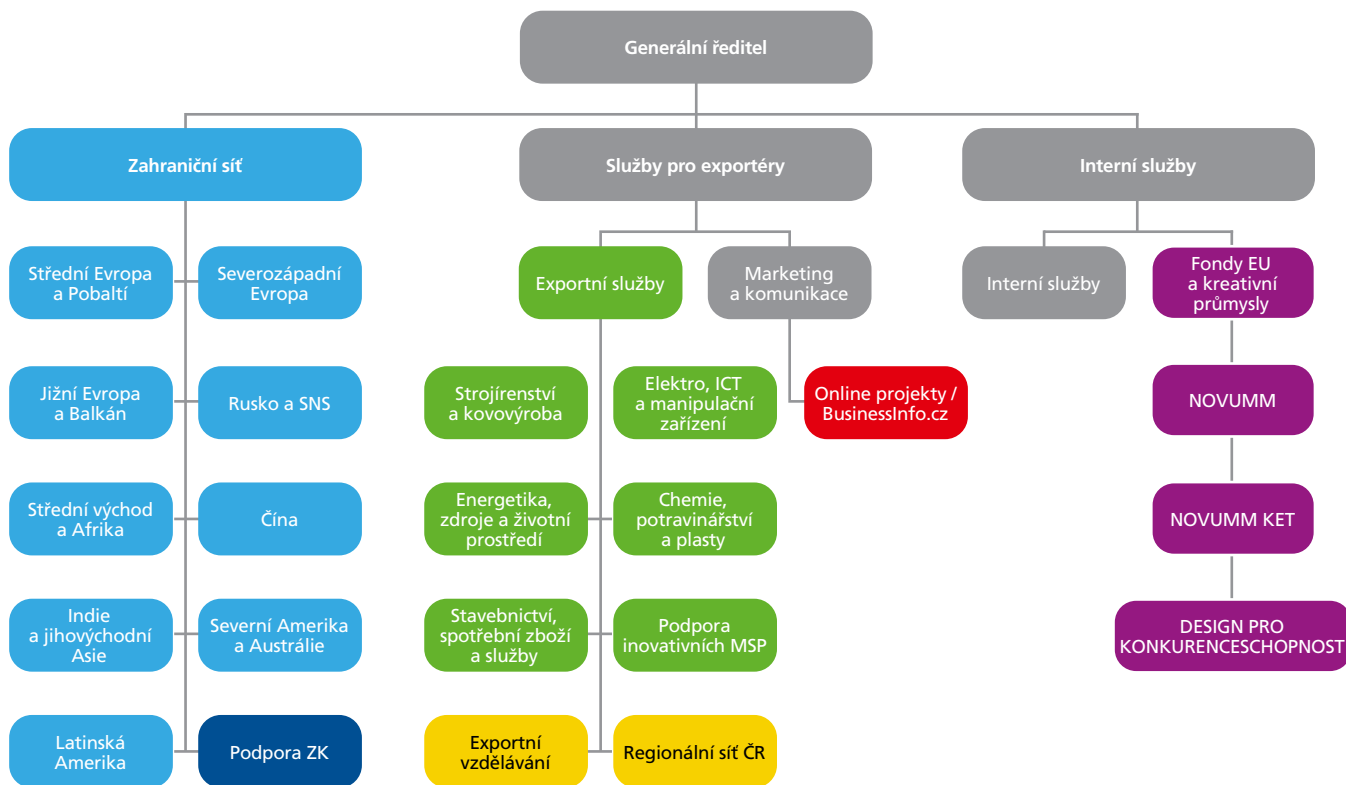 Generální ředitel
Zahraniční síť
Služby pro exportéry
Interní služby
Střední Evropa
a Pobaltí
Severozápadní
Evropa
Exportní služby
Marketing
a komunikace
Interní služby
Fondy EU
a kreativní
průmysly
Jižní Evropa
a Balkán
Rusko a SNS
Strojírenství
a kovovýroba
Elektro, ICT
a manipulační
zařízení
Online projekty /
BusinessInfo.cz
NOVUMM
Střední východ
a Afrika
Čína
Energetika,
zdroje a životní
prostředí
Chemie,
potravinářství
a plasty
NOVUMM KET
Indie
a jihovýchodní
Asie
Severní Amerika
a Austrálie
Stavebnictví,
spotřební zboží
a služby
Podpora
inovativních MSP
DESIGN PRO
KONKURENCESCHOPNOST
Latinská
Amerika
Podpora ZK
Exportní
vzdělávání
Regionální síť ČR